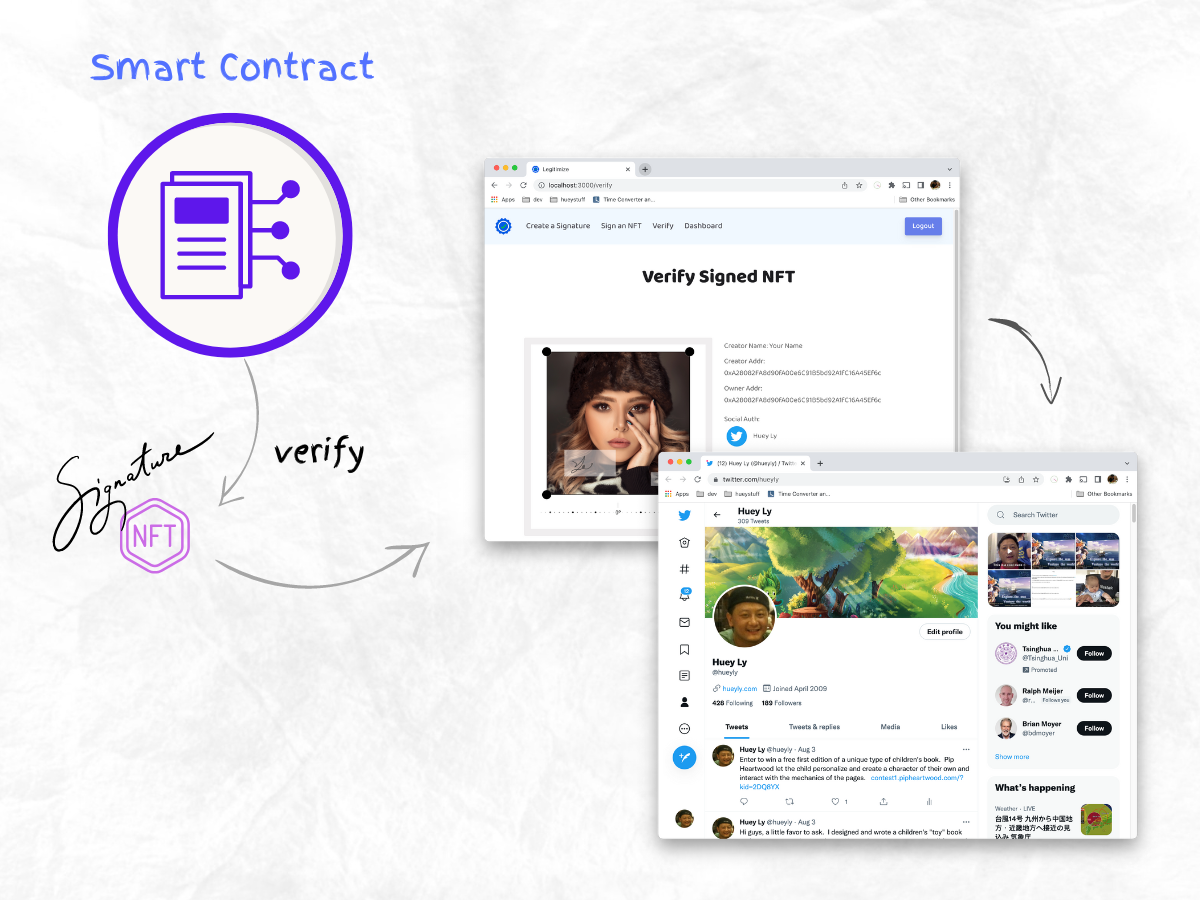 Smart Contract
verify
Signature
NFT
Legitimize
localhost:3000/verify
Apps
dev
hueystuff
Time Converter an...
Other Bookmarks
Create a Signature
Sign an NFT
Verify
Dashboard
Logout
Verify Signed NFT
Creator Name: Your Name
Creator Addr:
Owner Addr:
Social Auth:
Huey Ly
(12) Huey Ly (@hueyly) / Twitt
twitter.com/hueyly
Apps
dev
hueystuff
Time Converter an...
Other Bookmarks
Huey Ly
309 Tweets
Search Twitter
12
Edit profile
Huey Ly
@hueyly
hueyly.com
Joined April 2009
428 Following
189 Followers
Tweets
Tweets & replies
Media
Likes
Huey Ly @hueyly · Aug 3
Enter to win a free first edition of a unique type of children's book. Pip
Heartwood let the child personalize and create a character of their own and
interact with the mechanics of the pages. context1.pipheartwood.com/?
kid=2DQ8YX
1
Huey Ly @hueyly · Aug 3
Hi guys, a little favor to ask. I designed and wrote a children's "toy" book
You might like
Tsinghua ...
@Tsinghua_Uni
Promoted
Follow
Ralph Meijer
@r...
Follows you
Follow
Brian Moyer
@bdmoyer
Follow
Show more
What's happening
Weather · LIVE
台風14号 九州から中国地
方・近畿地方へ接近の見
込み 気象庁